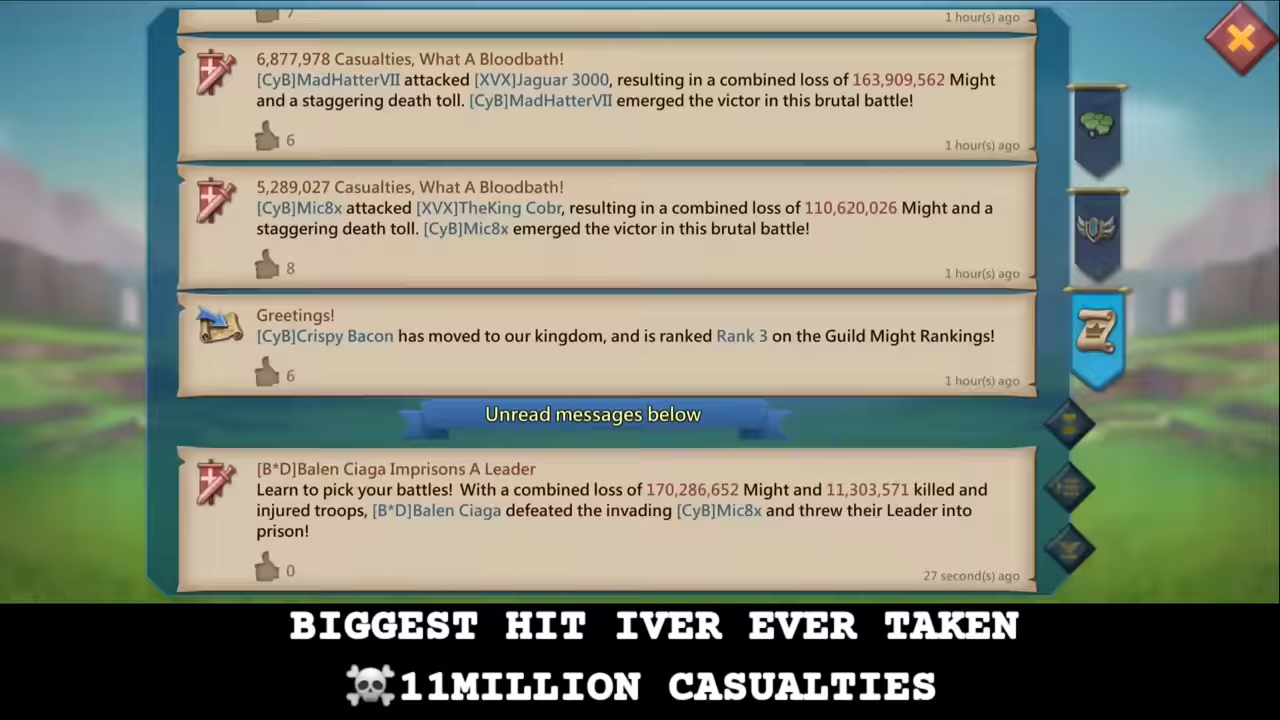 7
1 hour(s) ago
6,877,978 Casualties, What A Bloodbath!
[CyB]MadHatterVII attacked [XVX]Jaguar 3000, resulting in a combined loss of 163,909,562 Might
and a staggering death toll. [CyB]MadHatterVII emerged the victor in this brutal battle!
6
1 hour(s) ago
5,289,027 Casualties, What A Bloodbath!
[CyB]Mic8x attacked [XVX]TheKing Cobr, resulting in a combined loss of 110,620,026 Might and a
staggering death toll. [CyB]Mic8x emerged the victor in this brutal battle!
8
1 hour(s) ago
Greetings!
[CyB]Crispy Bacon has moved to our kingdom, and is ranked Rank 3 on the Guild Might Rankings!
6
1 hour(s) ago
Unread messages below
[B*D]Balen Ciaga Imprisons A Leader
Learn to pick your battles! With a combined loss of 170,286,652 Might and 11,303,571 killed and
injured troops, [B*D]Balen Ciaga defeated the invading [CyB]Mic8x and threw their Leader into
prison!
0
27 second(s) ago
BIGGEST HIT IVER EVER TAKEN
☠️11MILLION CASUALTIES